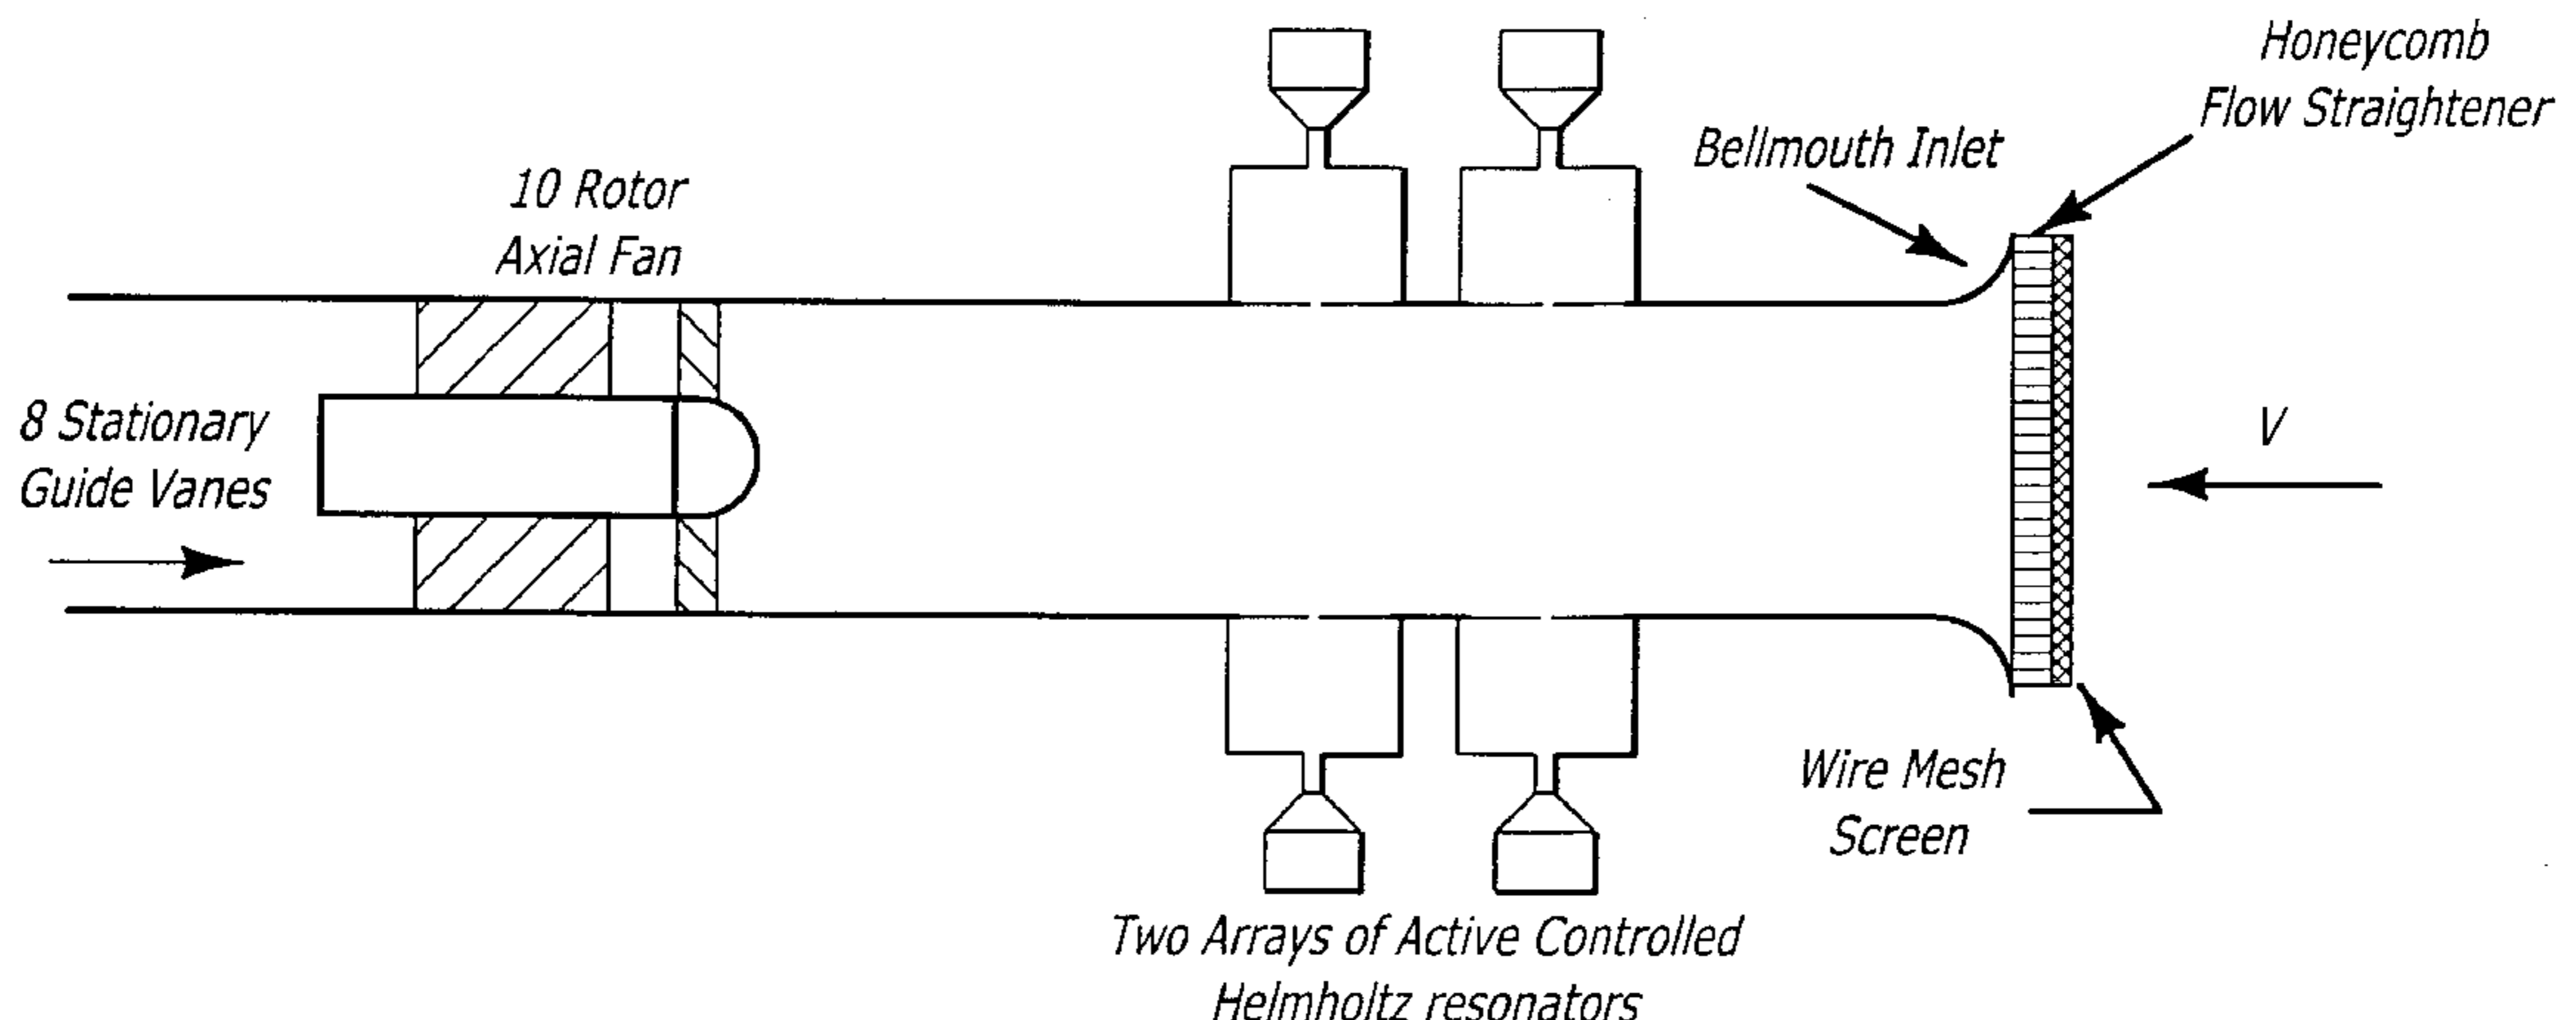 Honeycomb
Flow Straightener
Bellmouth Inlet
10 Rotor
Axial Fan
8 Stationary
Guide Vanes
V
Wire Mesh
Screen
Two Arrays of Active Controlled
Helmholtz resonators